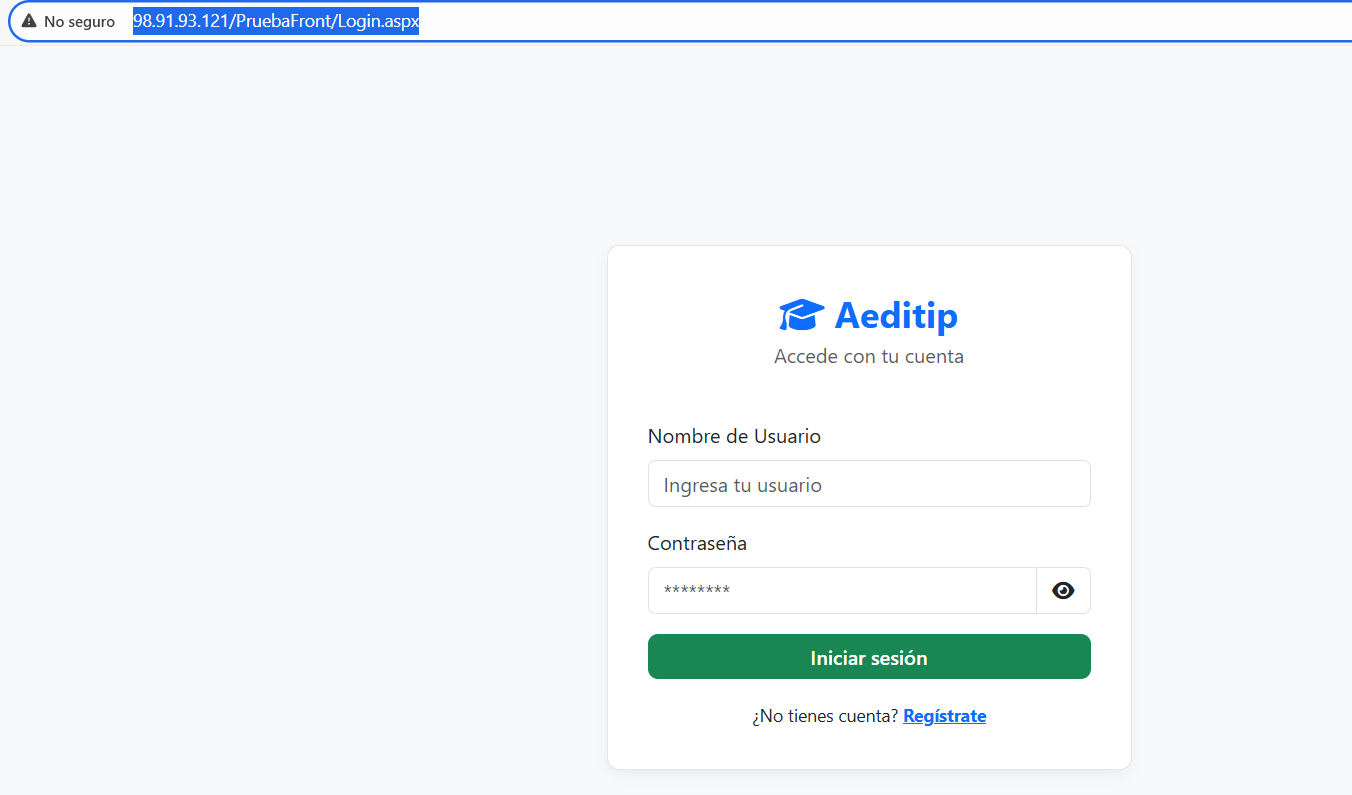 No seguro 98.91.93.121/PruebaFront/Login.aspx
Aeditip
Accede con tu cuenta
Nombre de Usuario
Ingresa tu usuario
Contraseña
********
Iniciar sesión
¿No tienes cuenta? Regístrate